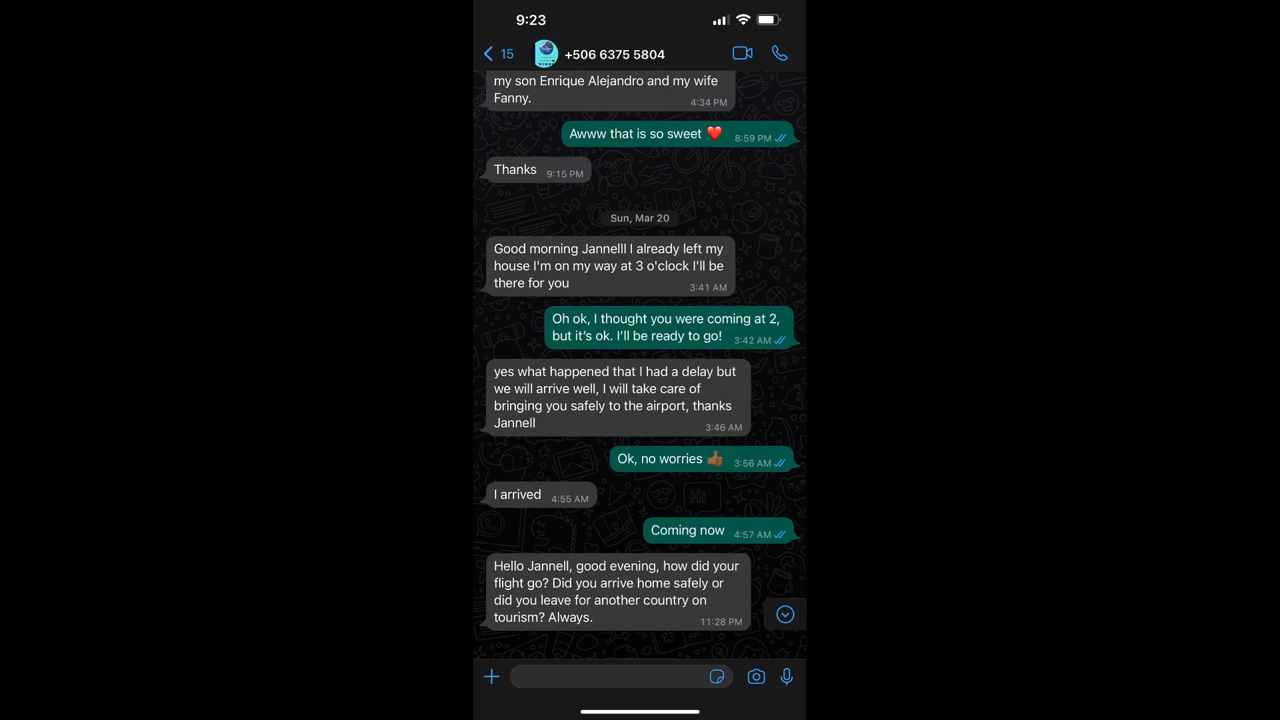 9:23
15
+506 6375 5804
my son Enrique Alejandro and my wife
Fanny.
4:34 PM
Awww that is so sweet ❤️
8:59 PM
Thanks
9:15 PM
Sun, Mar 20
Good morning Jannelll I already left my
house I'm on my way at 3 o'clock I'll be
there for you
3:41 AM
Oh ok, I thought you were coming at 2,
but it's ok. I'll be ready to go!
3:42 AM
yes what happened that I had a delay but
we will arrive well, I will take care of
bringing you safely to the airport, thanks
Jannell
3:46 AM
Ok, no worries 👍🏾
3:56 AM
I arrived
4:55 AM
Coming now
4:57 AM
Hello Jannell, good evening, how did your
flight go? Did you arrive home safely or
did you leave for another country on
tourism? Always.
11:28 PM